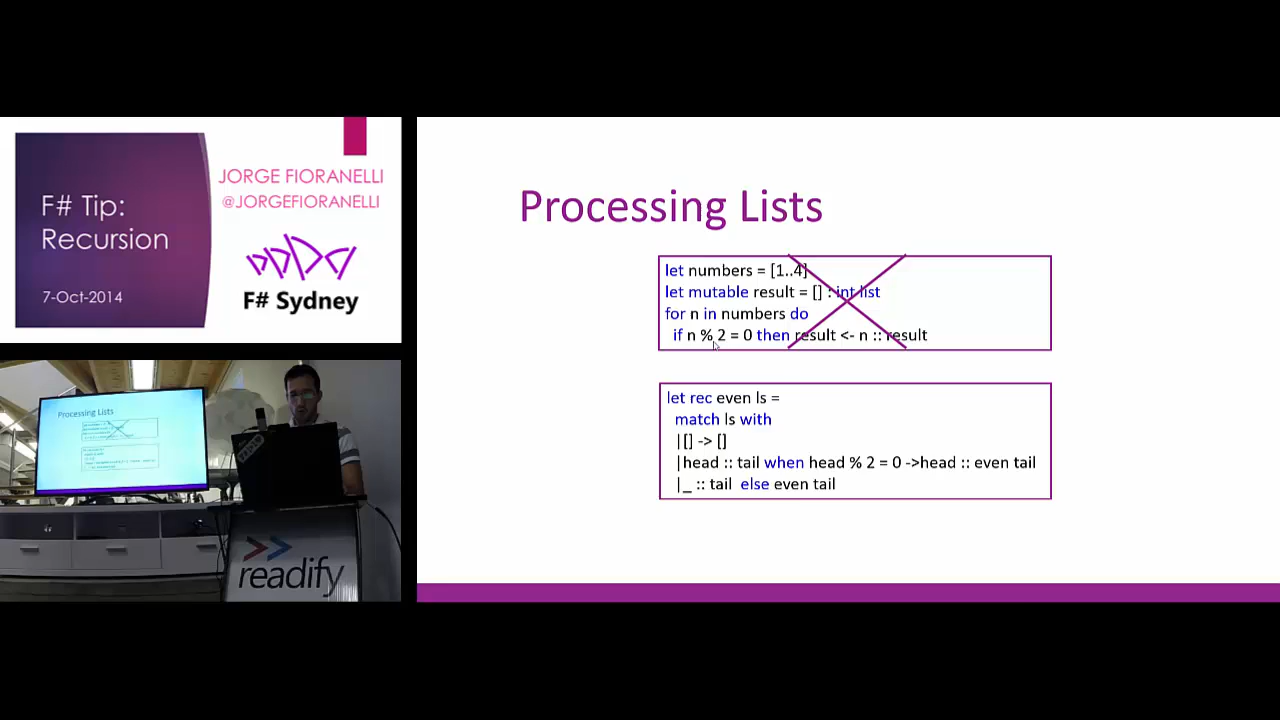 F# Tip:
Recursion
7-Oct-2014
JORGE FIORANELLI
@JORGEFIORANELLI
F# Sydney
Processing Lists
let numbers = [1..4]
let mutable result = [] : int list
for n in numbers do
if n % 2 = 0 then result <- n :: result
let rec even ls =
match ls with
|[] -> []
|head :: tail when head % 2 = 0 ->head :: even tail
|_ :: tail else even tail
Processing Lists
readify